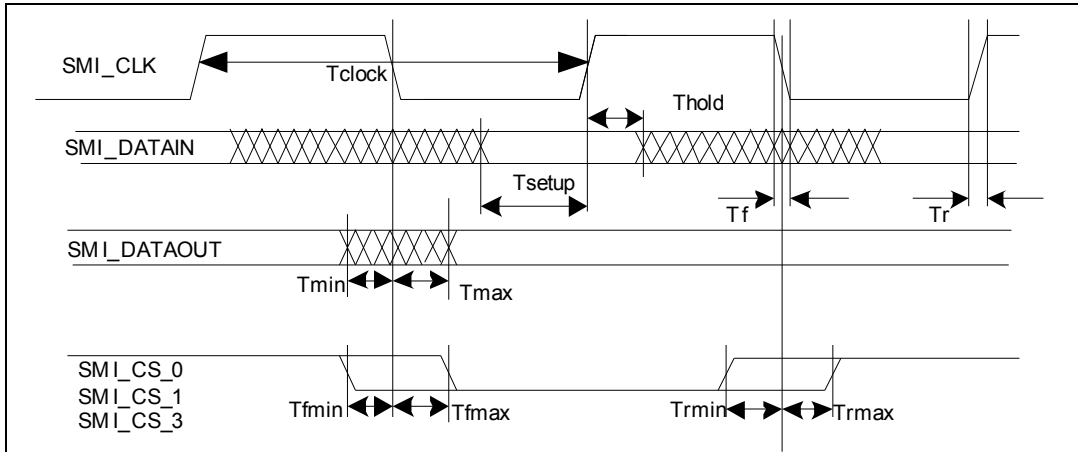 SMI_CLK
Tclock
Thold
SMI_DATAIN
Tsetup
Tf
Tr
SMI_DATAOUT
Tmin
Tmax
SMI_CS_0
SMI_CS_1
SMI_CS_3
Tfmin
Tfmax
Trmin
Trmax